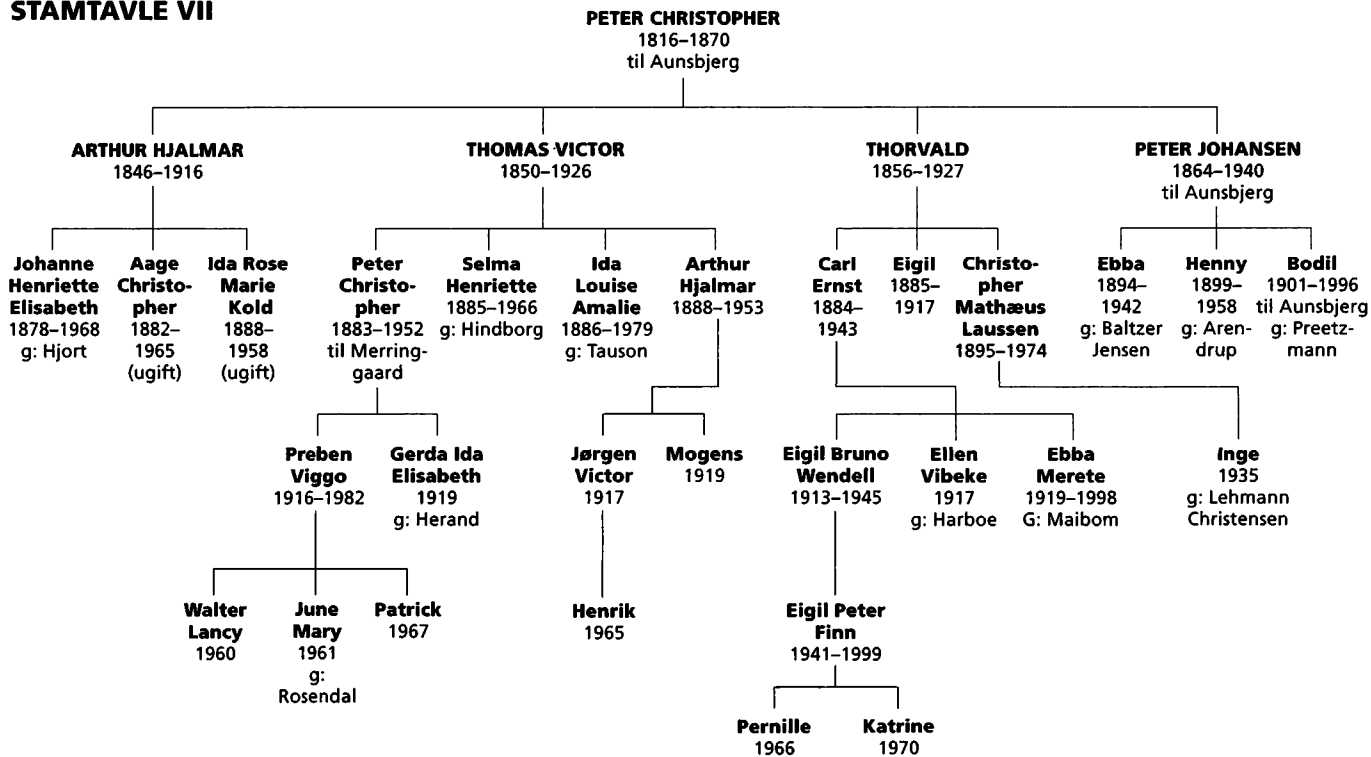 STAMTAVLE VII
PETER CHRISTOPHER
1816–1870
til Aunsbjerg
ARTHUR HJALMAR
1846–1916
THOMAS VICTOR
1850–1926
THORVALD
1856–1927
PETER JOHANSEN
1864–1940
til Aunsbjerg
Johanne
Henriette
Elisabeth
1878–1968
g: Hjort
Aage
Christo-
pher
1882–
1965
(ugift)
Ida Rose
Marie
Kold
1888–
1958
(ugift)
Peter
Christo-
pher
1883–1952
til Merring-
gaard
Selma
Henriette
1885–1966
g: Hindborg
Ida
Louise
Amalie
1886–1979
g: Tauson
Arthur
Hjalmar
1888–1953
Carl
Ernst
1884–
1943
Eigil
1885–
1917
Christo-
pher
Mathæus
Laussen
1895–1974
Ebba
1894–
1942
g: Baltzer
Jensen
Henny
1899–
1958
g: Aren-
drup
Bodil
1901–1996
til Aunsbjerg
g: Preetz-
mann
Preben
Viggo
1916–1982
Gerda Ida
Elisabeth
1919
g: Herand
Jørgen
Victor
1917
Mogens
1919
Eigil Bruno
Wendell
1913–1945
Ellen
Vibeke
1917
g: Harboe
Ebba
Merete
1919–1998
G: Maibom
Inge
1935
g: Lehmann
Christensen
Walter
Lancy
1960
June
Mary
1961
g:
Rosendal
Patrick
1967
Henrik
1965
Eigil Peter
Finn
1941–1999
Pernille
1966
Katrine
1970